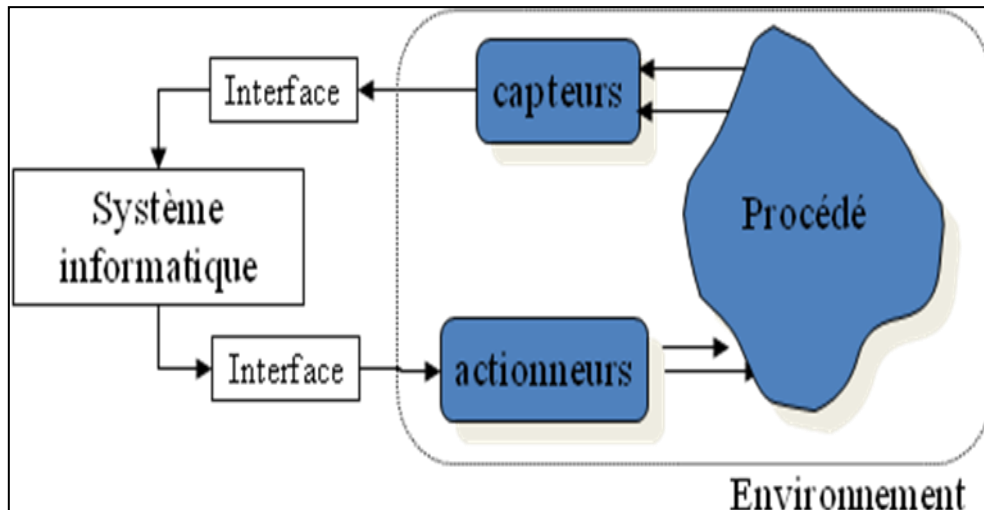 Interface
capteurs
Système
informatique
Procédé
Interface
actionneurs
Environnement